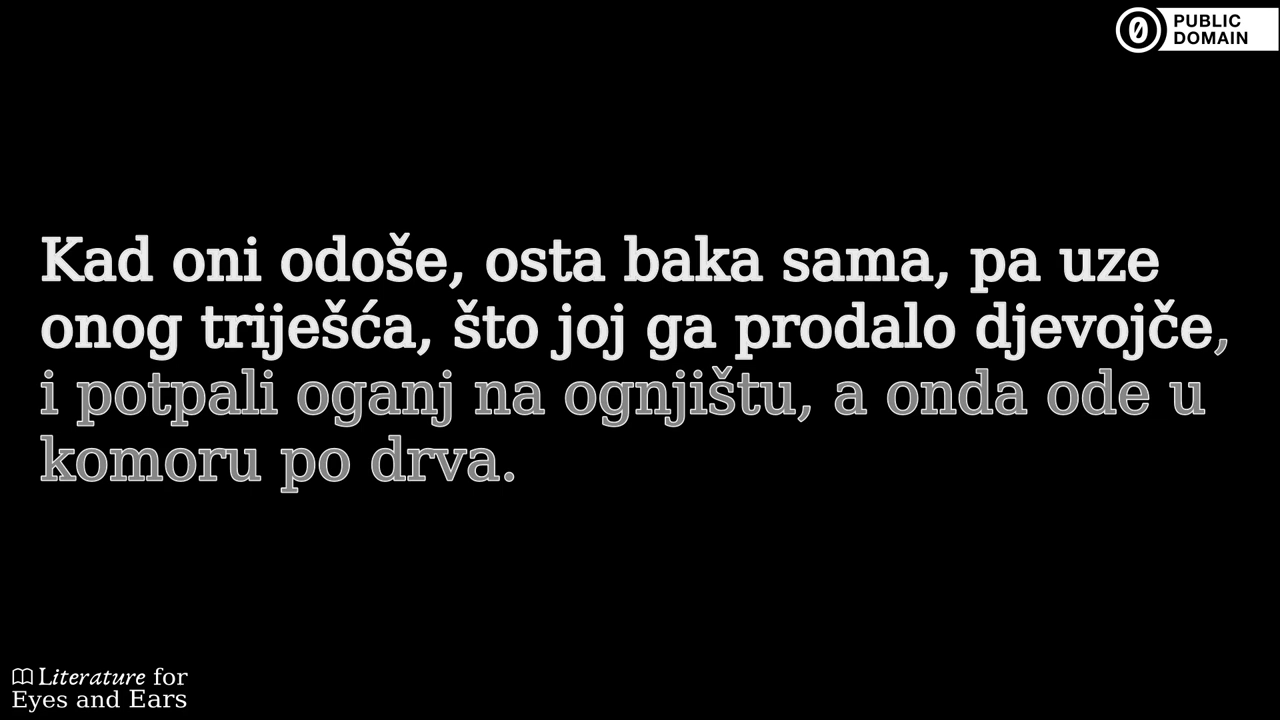 PUBLIC
DOMAIN
Kad oni odoše, osta baka sama, pa uze
onog triješća, što joj ga prodalo djevojče,
i potpali oganj na ognjištu, a onda ode u
komoru po drva.
Literature for
Eyes and Ears